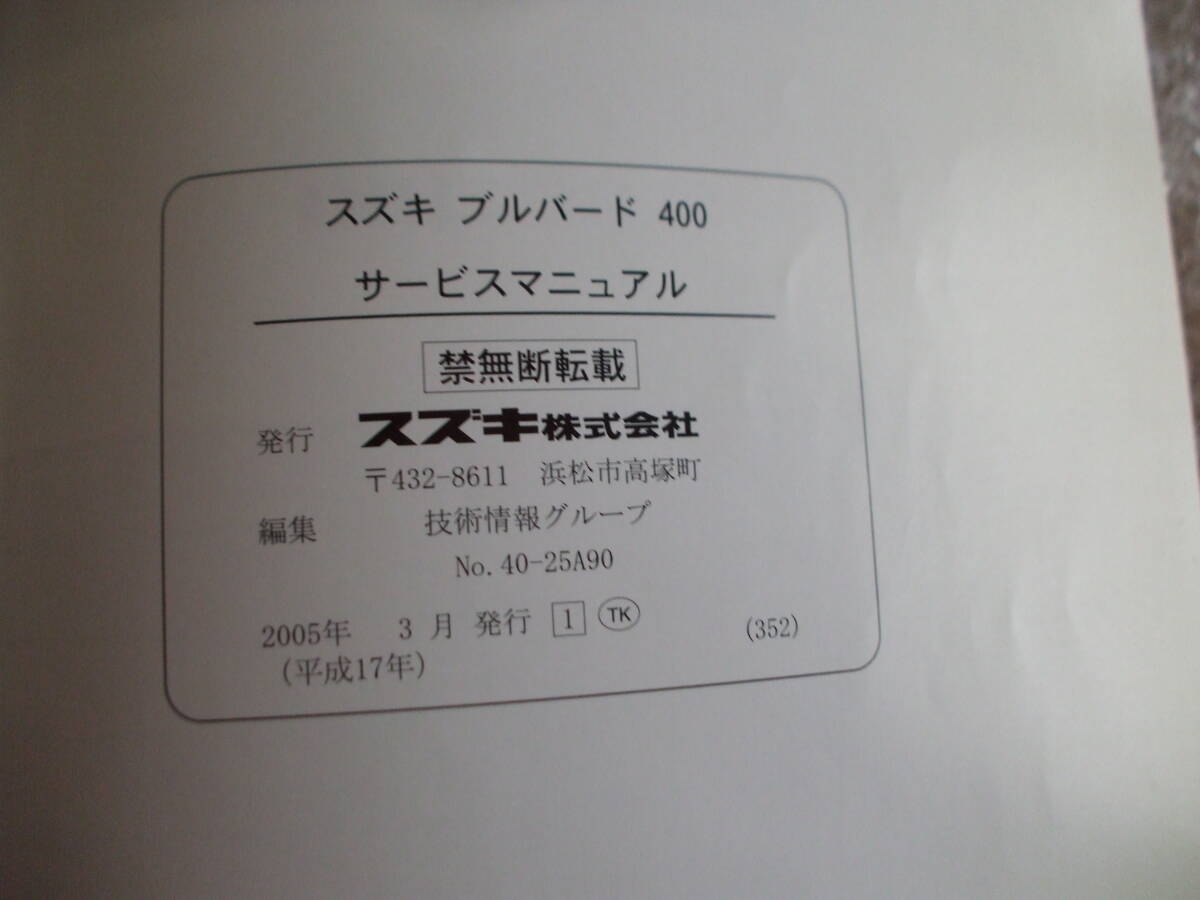 スズキ ブルバード 400
サービスマニュアル
禁無断転載
発行 スズキ株式会社
〒432-8611 浜松市高塚町
編集 技術情報グループ
No. 40-25A90
2005年 3 月 発行 1 TK (352)
(平成17年)